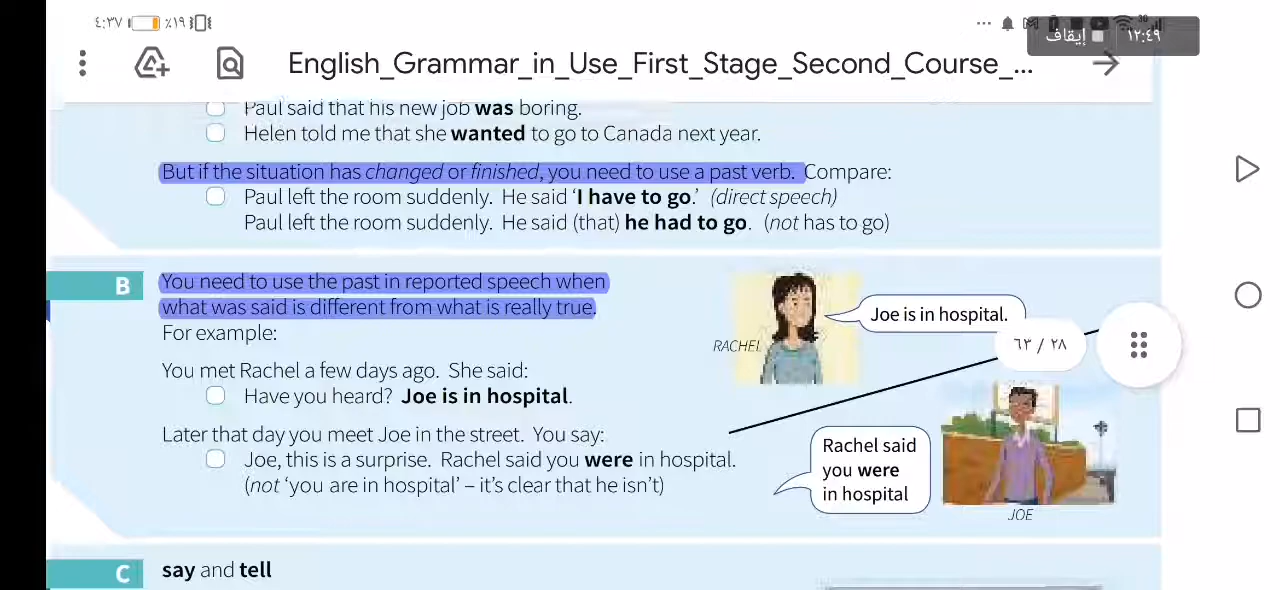 ٤:٣٧ ٪١٩
إيقاف ١٢:٤٩
English_Grammar_in_Use_First_Stage_Second_Course_...
Paul said that his new job was boring.
Helen told me that she wanted to go to Canada next year.
But if the situation has changed or finished, you need to use a past verb. Compare:
Paul left the room suddenly. He said ‘I have to go.’ (direct speech)
Paul left the room suddenly. He said (that) he had to go. (not has to go)
B
You need to use the past in reported speech when
what was said is different from what is really true.
For example:
RACHEL
Joe is in hospital.
٦٣ / ٢٨
You met Rachel a few days ago. She said:
Have you heard? Joe is in hospital.
Later that day you meet Joe in the street. You say:
Joe, this is a surprise. Rachel said you were in hospital.
(not ‘you are in hospital’ – it’s clear that he isn’t)
Rachel said
you were
in hospital
JOE
C
say and tell